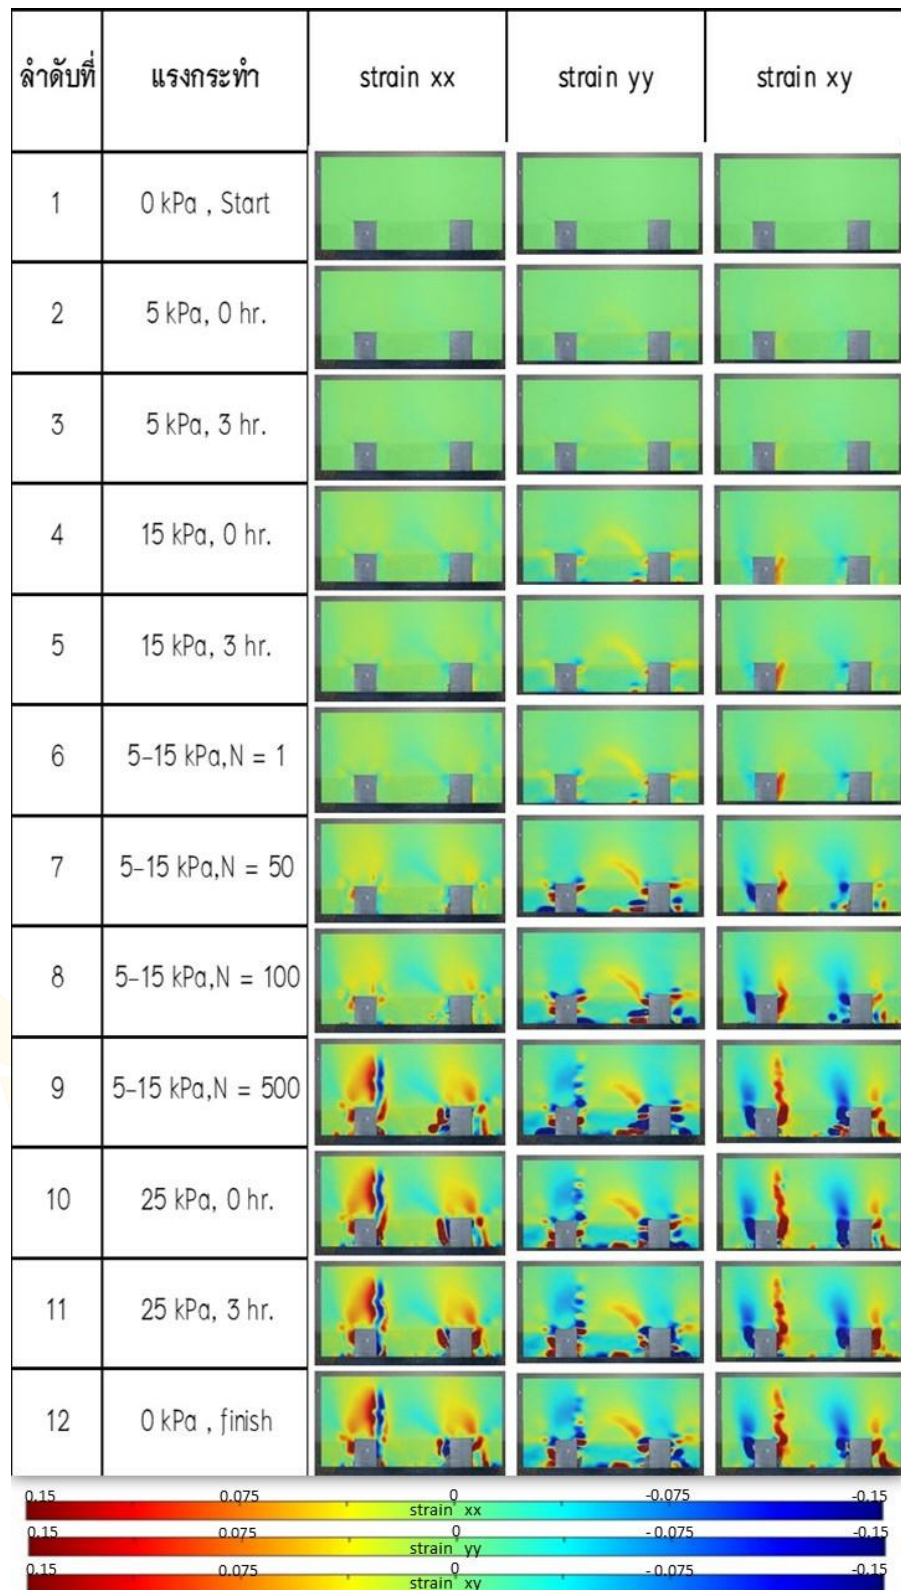 ลำดับที่ แรงกระทำ strain xx strain yy strain xy
1 0 kPa , Start
2 5 kPa, 0 hr.
3 5 kPa, 3 hr.
4 15 kPa, 0 hr.
5 15 kPa, 3 hr.
6 5-15 kPa,N = 1
7 5-15 kPa,N = 50
8 5-15 kPa,N = 100
9 5-15 kPa,N = 500
10 25 kPa, 0 hr.
11 25 kPa, 3 hr.
12 0 kPa , finish
0.15 0.075 0 -0.075 -0.15
strain xx
0.15 0.075 0 -0.075 -0.15
strain yy
0.15 0.075 0 -0.075 -0.15
strain xy